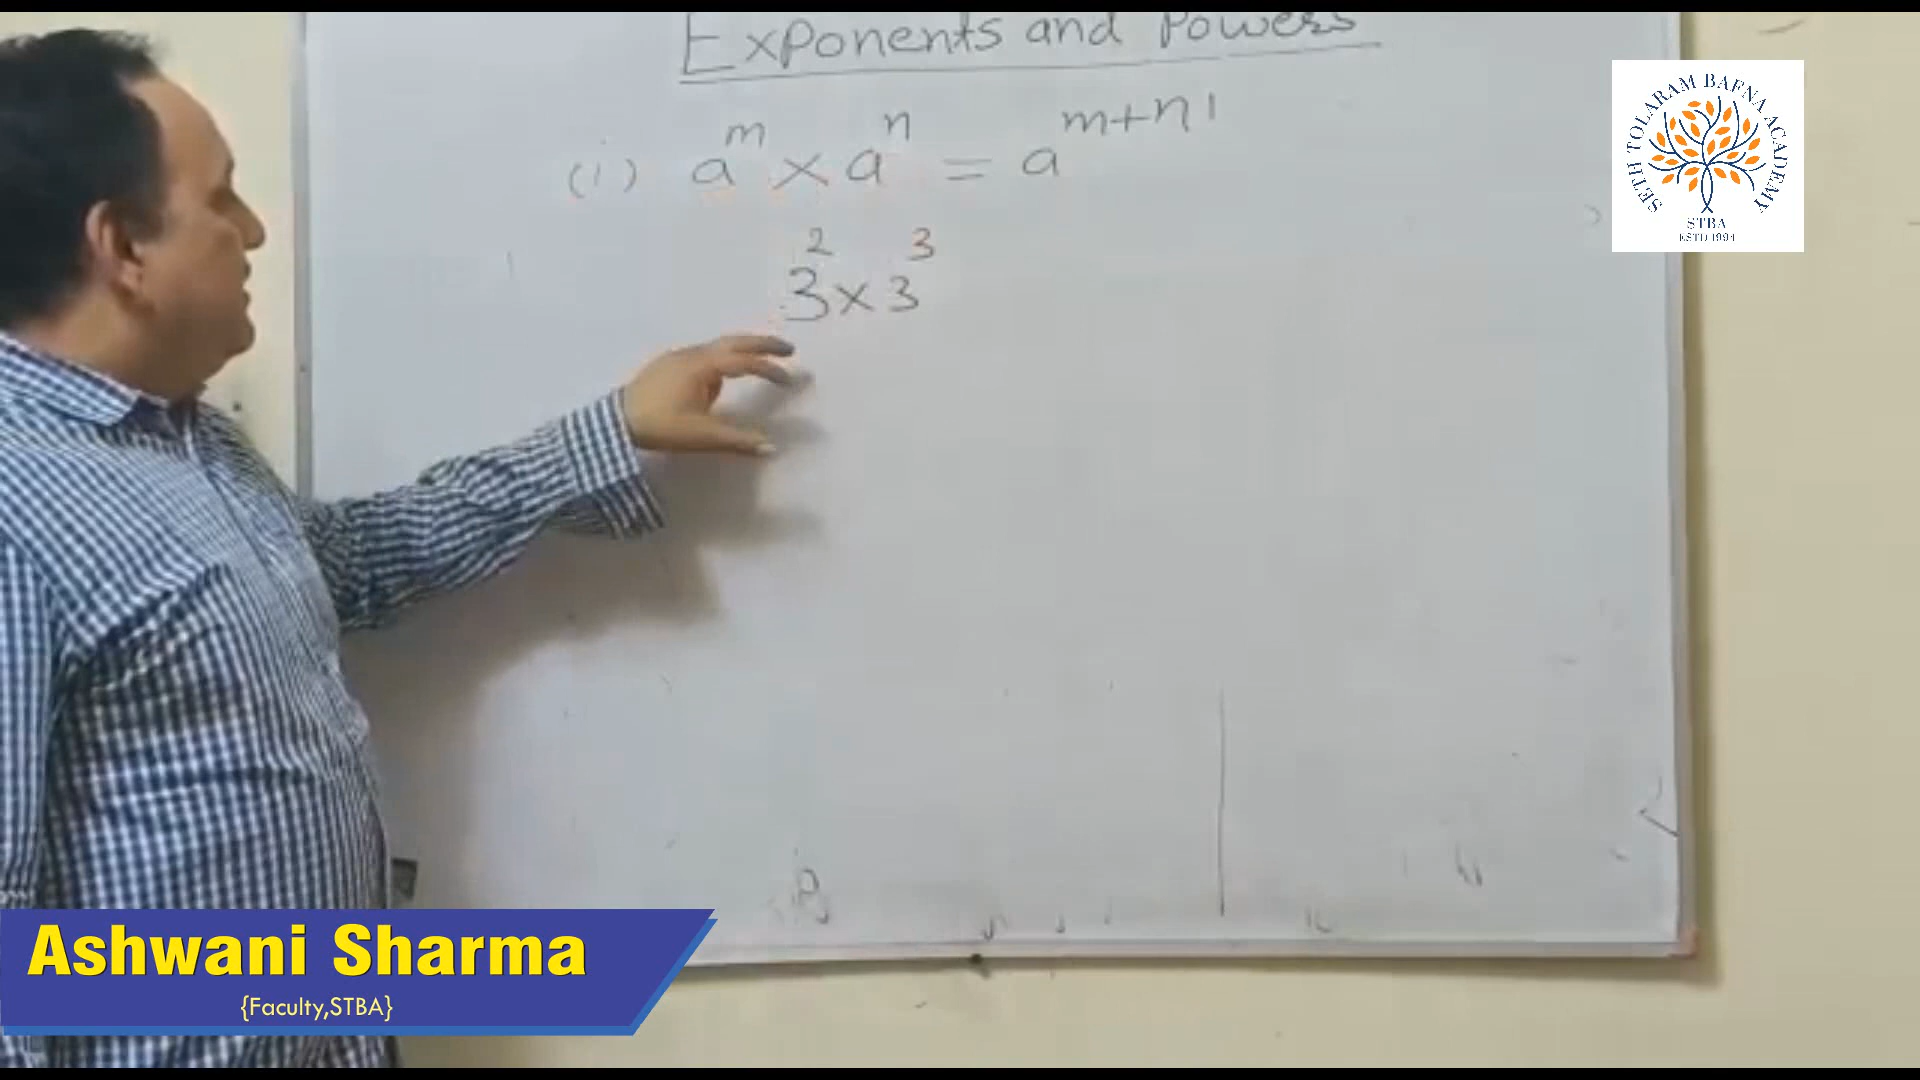 Exponents and Powers
(i) a^m × a^n = a^m+n
3^2 × 3^3
SETH TOLARAM BAFNA ACADEMY
STBA
ESTD 1994
Ashwani Sharma
{Faculty,STBA}